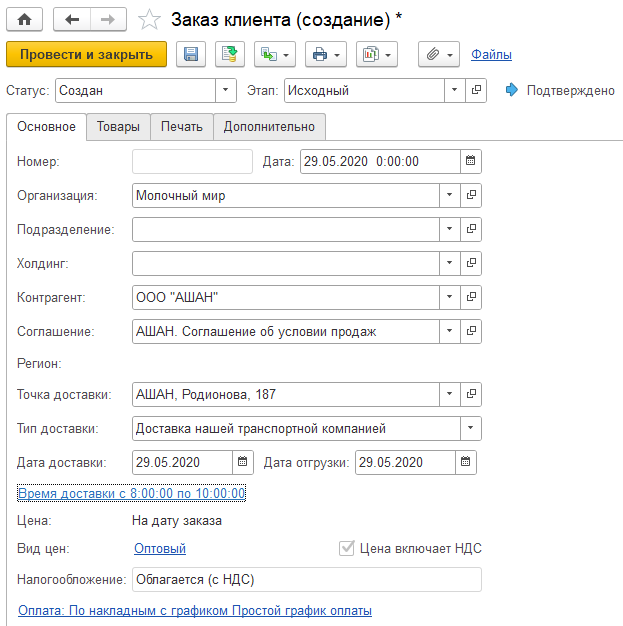 Заказ клиента (создание) *
Провести и закрыть Файлы
Статус: Создан Этап: Исходный Подтверждено
Основное Товары Печать Дополнительно
Номер: Дата: 29.05.2020 0:00:00
Организация: Молочный мир
Подразделение:
Холдинг:
Контрагент: ООО "АШАН"
Соглашение: АШАН. Соглашение об условии продаж
Регион:
Точка доставки: АШАН, Родионова, 187
Тип доставки: Доставка нашей транспортной компанией
Дата доставки: 29.05.2020 Дата отгрузки: 29.05.2020
Время доставки с 8:00:00 по 10:00:00
Цена: На дату заказа
Вид цен: Оптовый Цена включает НДС
Налогообложение: Облагается (с НДС)
Оплата: По накладным с графиком Простой график оплаты